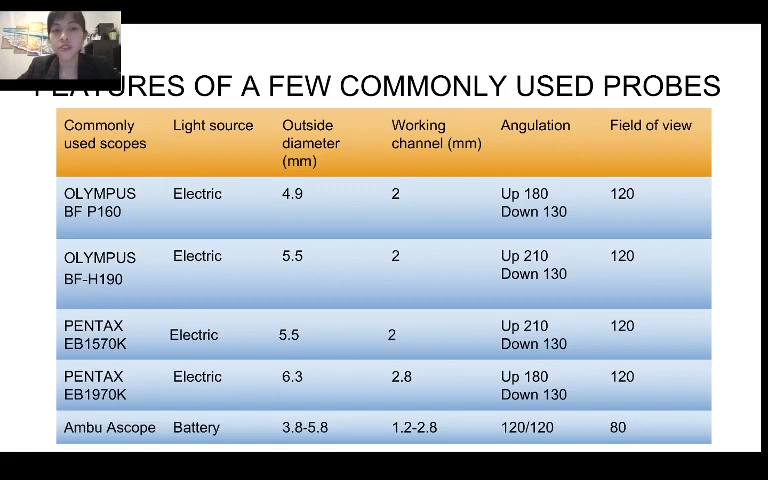 OF A FEW COMMONLY USED PROBES
Commonly used scopes Light source Outside diameter (mm) Working channel (mm) Angulation Field of view
OLYMPUS BF P160 Electric 4.9 2 Up 180 Down 130 120
OLYMPUS BF-H190 Electric 5.5 2 Up 210 Down 130 120
PENTAX EB1570K Electric 5.5 2 Up 210 Down 130 120
PENTAX EB1970K Electric 6.3 2.8 Up 180 Down 130 120
Ambu Ascope Battery 3.8-5.8 1.2-2.8 120/120 80